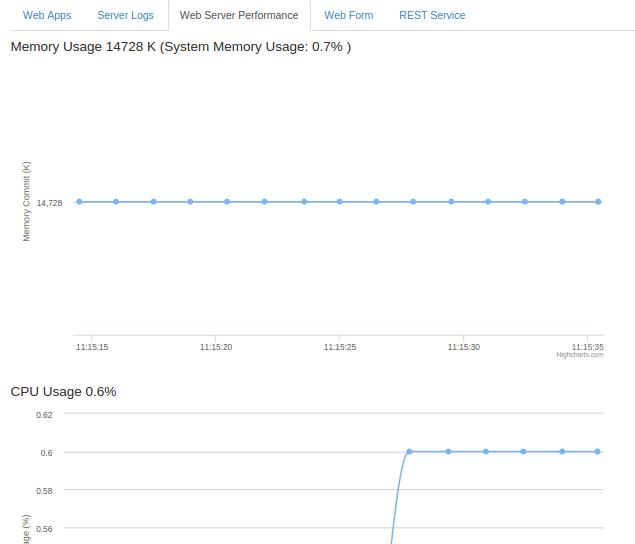 Web Apps Server Logs Web Server Performance Web Form REST Service
Memory Usage 14728 K (System Memory Usage: 0.7% )
Memory Commit (K)
14,728
11:15:15 11:15:20 11:15:25 11:15:30 11:15:35
Highcharts.com
CPU Usage 0.6%
0.62
0.6
0.58
0.56
age (%)